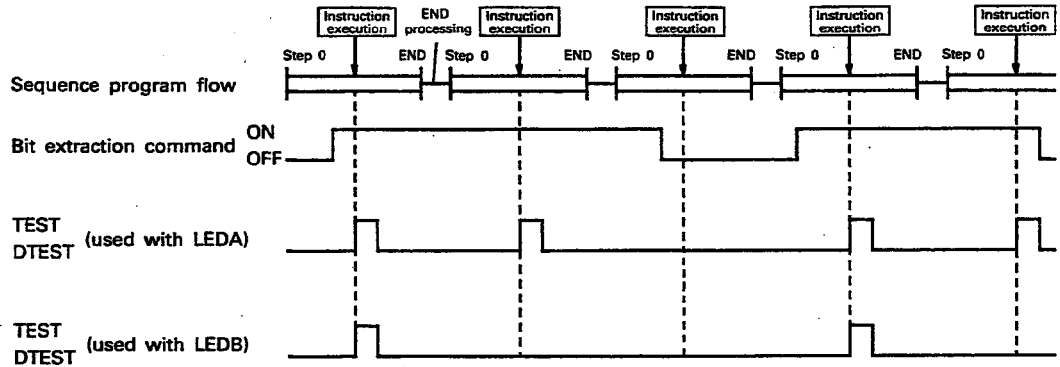 Instruction execution
END processing
Instruction execution
Instruction execution
Instruction execution
Instruction execution
Step 0 END Step 0 END Step 0 END Step 0 END Step 0
Sequence program flow
Bit extraction command ON
OFF
TEST
DTEST (used with LEDA)
TEST
DTEST (used with LEDB)